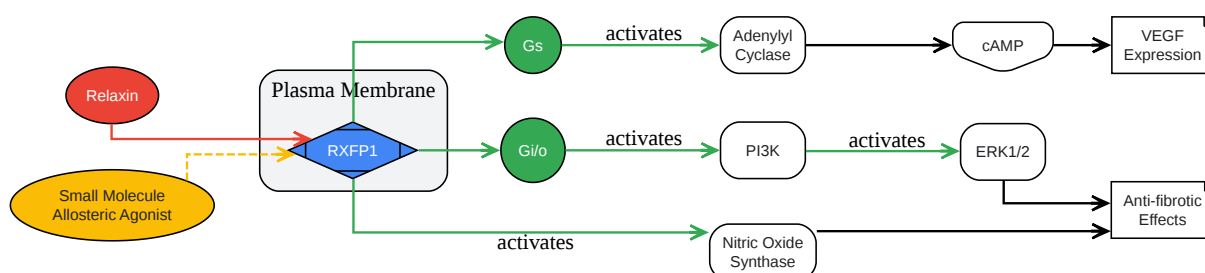 Gs
activates
Adenylyl
Cyclase
cAMP
VEGF
Expression
Relaxin
Plasma Membrane
RXFP1
Gi/o
activates
PI3K
activates
ERK1/2
Small Molecule
Allosteric Agonist
activates
Nitric Oxide
Synthase
Anti-fibrotic
Effects